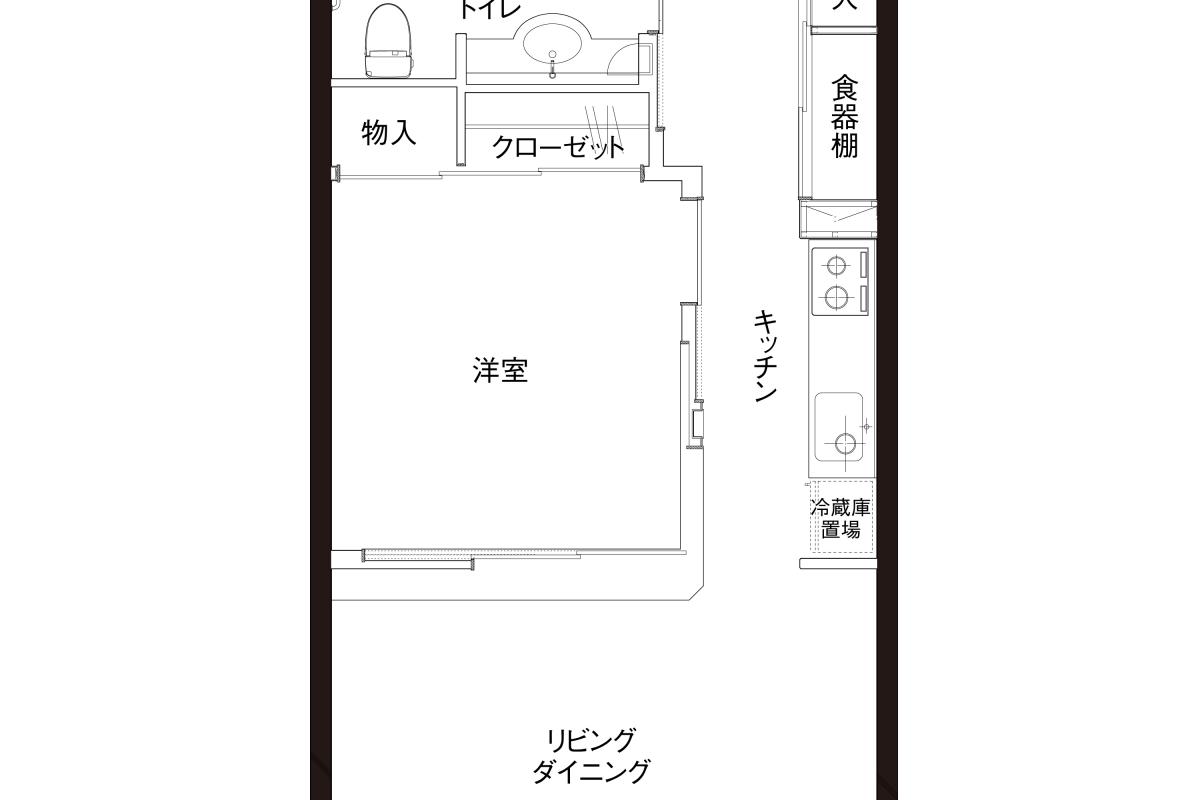 トイレ
物入
クローゼット
食器棚
キッチン
洋室
冷蔵庫
置場
リビング
ダイニング